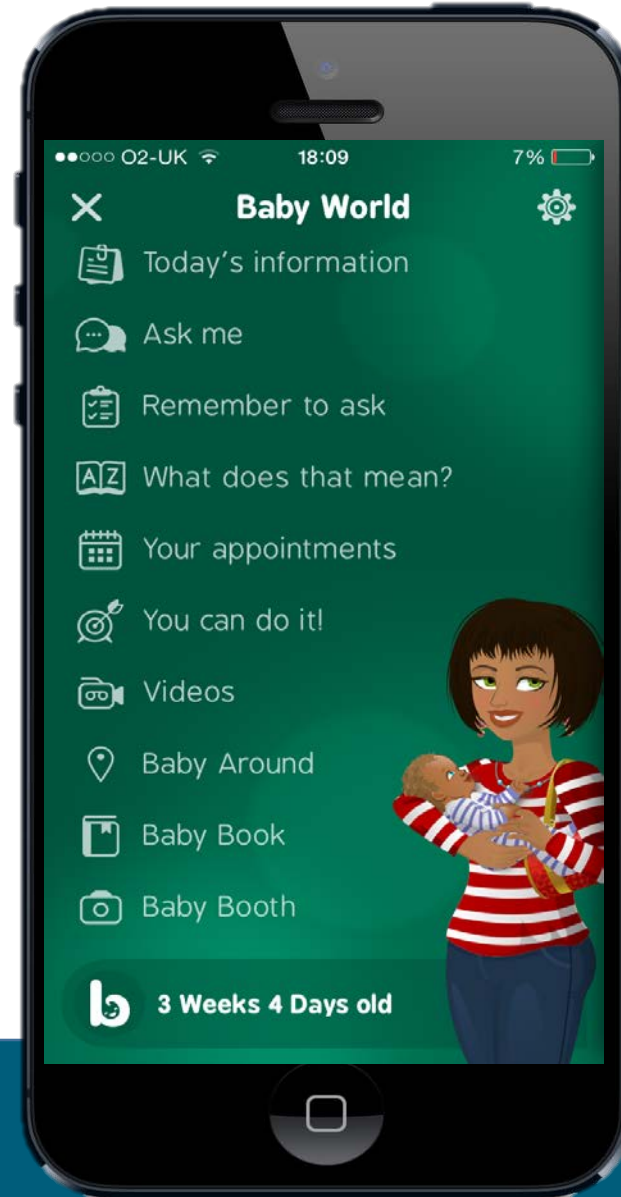 O2-UK 18:09 7%
Baby World
Today's information
Ask me
Remember to ask
AZ What does that mean?
Your appointments
You can do it!
Videos
Baby Around
Baby Book
Baby Booth
b 3 Weeks 4 Days old